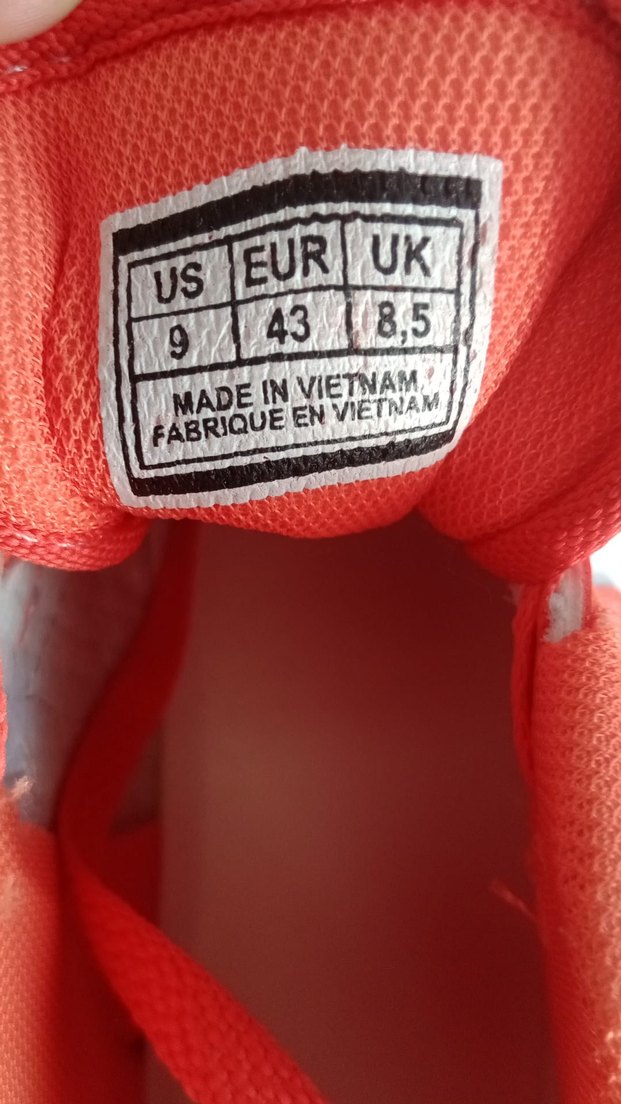 US EUR UK
9 43 8,5
MADE IN VIETNAM
FABRIQUE EN VIETNAM